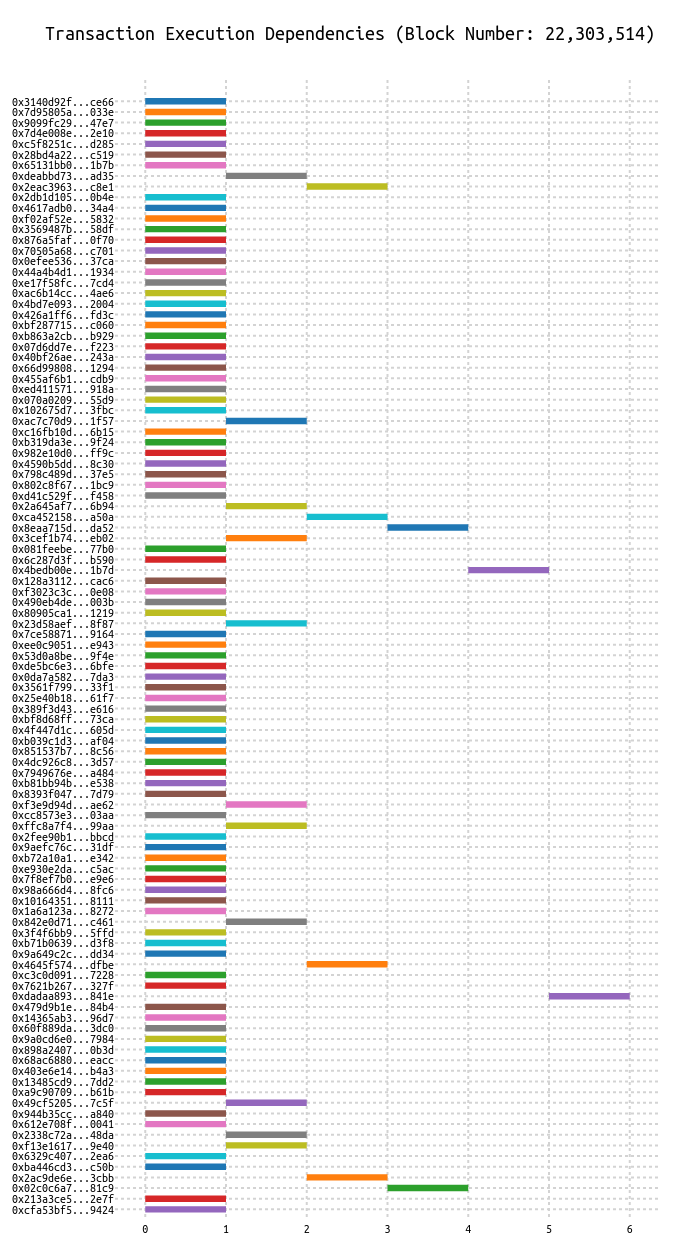 Transaction Execution Dependencies (Block Number: 22,303,514)
0x3140d92f...ce66
0x7d95805a...033e
0x9099fc29...47e7
0x7d4e008e...2e10
0xc5f8251c...d285
0x28bd4a22...c519
0x65131bb0...1b7b
0xdeabbd73...ad35
0x2eac3963...c8e1
0x2db1d105...0b4e
0x4617adb0...34a4
0xf02af52e...5832
0x3569487b...58df
0x876a5faf...0f70
0x70505a68...c701
0x0efee536...37ca
0x44a4b4d1...1934
0xe17f58fc...7cd4
0xac6b14cc...4ae6
0x4bd7e093...2004
0x426a1ff6...fd3c
0xbf287715...c060
0xb863a2cb...b929
0x07d6dd7e...f223
0x40bf26ae...243a
0x66d99808...1294
0x455af6b1...cdb9
0xed411571...918a
0x070a0209...55d9
0x102675d7...3fbc
0xac7c70d9...1f57
0xc16fb10d...6b15
0xb319da3e...9f24
0x982e10d0...ff9c
0x4590b5dd...8c30
0x798c489d...37e5
0x802c8f67...1bc9
0xd41c529f...f458
0x2a645af7...6b94
0xca452158...a50a
0x8eaa715d...da52
0x3cef1b74...eb02
0x081feebe...77b0
0x6c287d3f...b590
0x4bedb00e...1b7d
0x128a3112...cac6
0xf3023c3c...0e08
0x490eb4de...003b
0x80905ca1...1219
0x23d58aef...8f87
0x7ce58871...9164
0xee0c9051...e943
0x53d0a8be...9f4e
0xde5bc6e3...6bfe
0x0da7a582...7da3
0x3561f799...33f1
0x25e40b18...61f7
0x389f3d43...e616
0xbf8d68ff...73ca
0x4f447d1c...605d
0xb039c1d3...af04
0x851537b7...8c56
0x4dc926c8...3d57
0x7949676e...a484
0xb81bb94b...e538
0x8393f047...7d79
0xf3e9d94d...ae62
0xcc8573e3...03aa
0xffc8a7f4...99aa
0x2fee90b1...bbcd
0x9aefc76c...31df
0xb72a10a1...e342
0xe930e2da...c5ac
0x7f8ef7b0...e9e6
0x98a666d4...8fc6
0x10164351...8111
0x1a6a123a...8272
0x842e0d71...c461
0x3f4f6bb9...5ffd
0xb71b0639...d3f8
0x9a649c2c...dd34
0x4645f574...dfbe
0xc3c0d091...7228
0x7621b267...327f
0xdadaa893...841e
0x479d9b1e...84b4
0x14365ab3...96d7
0x60f889da...3dc0
0x9a0cd6e0...7984
0x898a2407...0b3d
0x68ac6880...eacc
0x403e6e14...b4a3
0x13485cd9...7dd2
0xa9c90709...b61b
0x49cf5205...7c5f
0x944b35cc...a840
0x612e708f...0041
0x2338c72a...48da
0xf13e1617...9e40
0x6329c407...2ea6
0xba446cd3...c50b
0x2ac9de6e...3cbb
0x02c0c6a7...81c9
0x213a3ce5...2e7f
0xcfa53bf5...9424
0 1 2 3 4 5 6